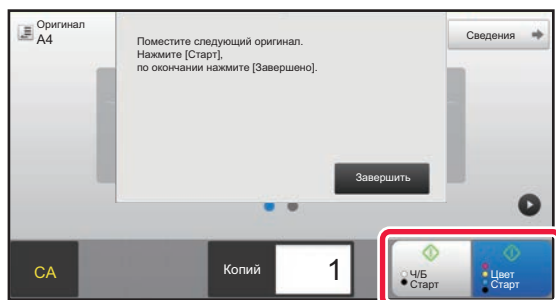 Оригинал
A4
Поместите следующий оригинал.
Нажмите [Старт],
по окончании нажмите [Завершено].
Сведения
Завершить
CA
Копий
1
Ч/Б
Старт
Цвет
Старт